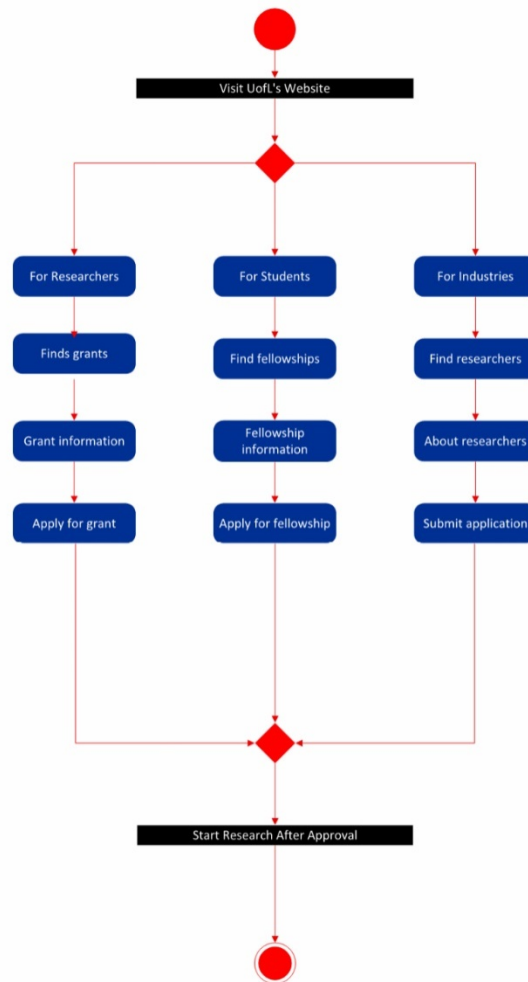 Visit UofL's Website
For Researchers
For Students
For Industries
Finds grants
Find fellowships
Find researchers
Grant information
Fellowship
information
About researchers
Apply for grant
Apply for fellowship
Submit application
Start Research After Approval